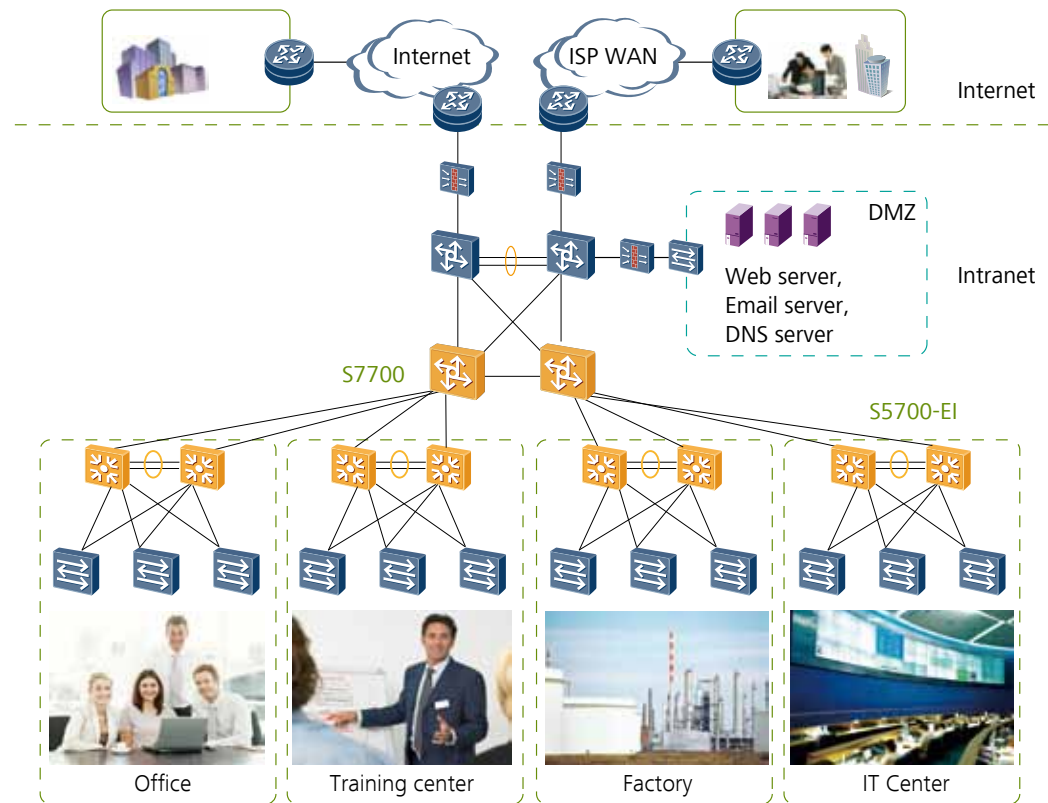 Internet
ISP WAN
Internet
DMZ
Web server,
Email server,
DNS server
Intranet
S7700
S5700-EI
Office
Training center
Factory
IT Center